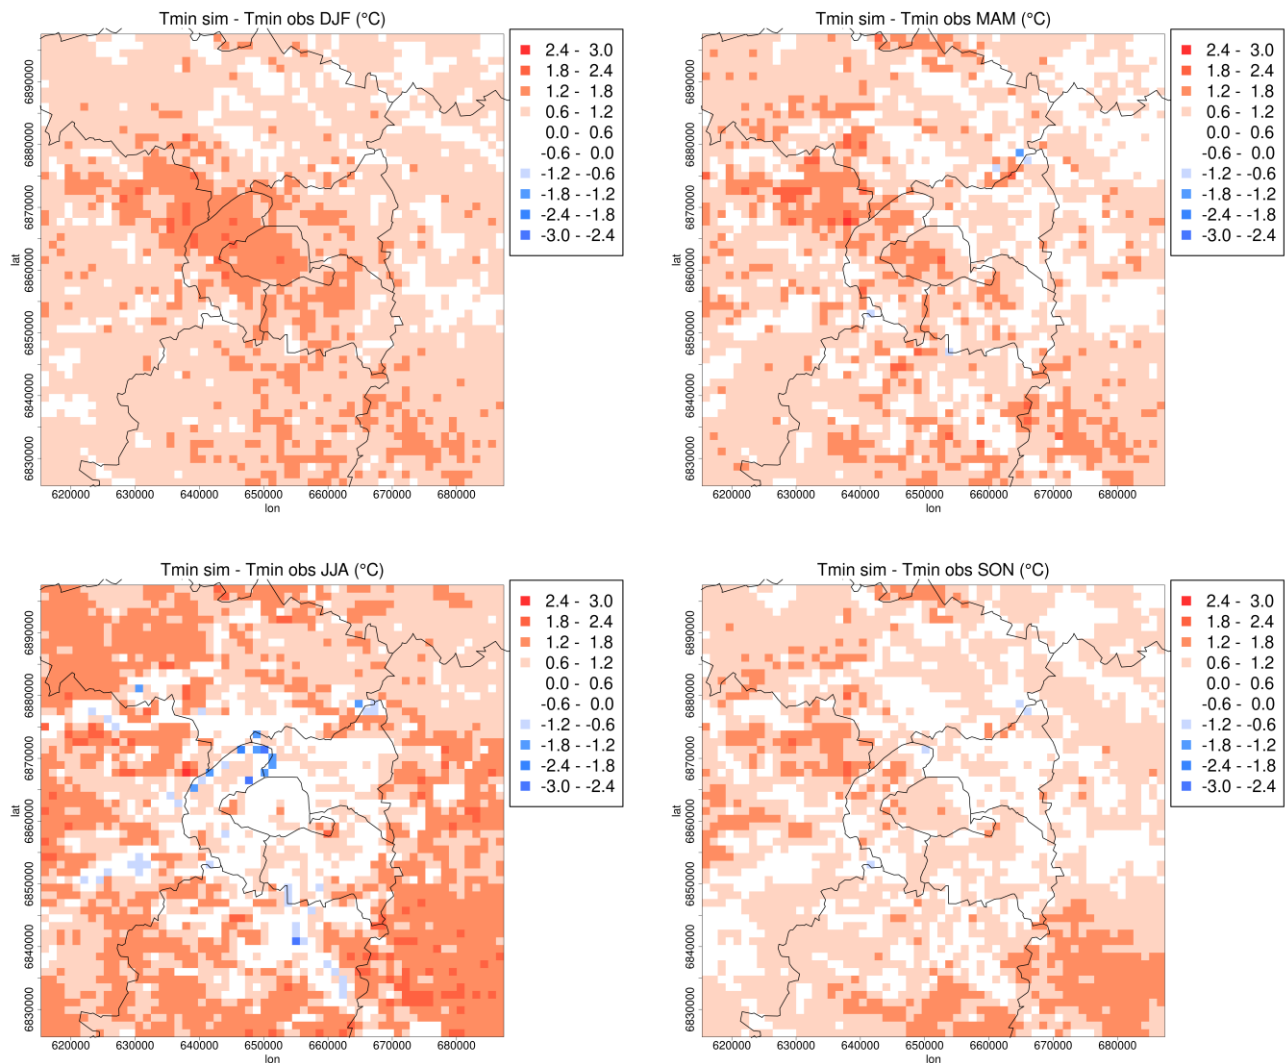 Tmin sim - Tmin obs DJF (°C)
2.4 - 3.0
1.8 - 2.4
1.2 - 1.8
0.6 - 1.2
0.0 - 0.6
-0.6 - 0.0
-1.2 - -0.6
-1.8 - -1.2
-2.4 - -1.8
-3.0 - -2.4
lat
6890000
6880000
6870000
6860000
6850000
6840000
6830000
620000 630000 640000 650000 660000 670000 680000
lon
Tmin sim - Tmin obs MAM (°C)
2.4 - 3.0
1.8 - 2.4
1.2 - 1.8
0.6 - 1.2
0.0 - 0.6
-0.6 - 0.0
-1.2 - -0.6
-1.8 - -1.2
-2.4 - -1.8
-3.0 - -2.4
lat
6890000
6880000
6870000
6860000
6850000
6840000
6830000
620000 630000 640000 650000 660000 670000 680000
lon
Tmin sim - Tmin obs JJA (°C)
2.4 - 3.0
1.8 - 2.4
1.2 - 1.8
0.6 - 1.2
0.0 - 0.6
-0.6 - 0.0
-1.2 - -0.6
-1.8 - -1.2
-2.4 - -1.8
-3.0 - -2.4
lat
6890000
6880000
6870000
6860000
6850000
6840000
6830000
620000 630000 640000 650000 660000 670000 680000
lon
Tmin sim - Tmin obs SON (°C)
2.4 - 3.0
1.8 - 2.4
1.2 - 1.8
0.6 - 1.2
0.0 - 0.6
-0.6 - 0.0
-1.2 - -0.6
-1.8 - -1.2
-2.4 - -1.8
-3.0 - -2.4
lat
6890000
6880000
6870000
6860000
6850000
6840000
6830000
620000 630000 640000 650000 660000 670000 680000
lon